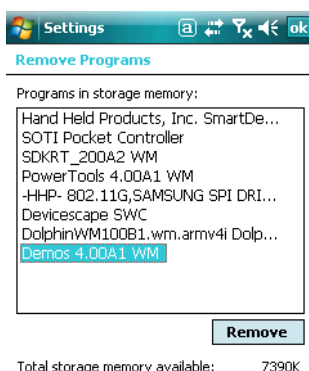 Settings a ok
Remove Programs
Programs in storage memory:
Hand Held Products, Inc. SmartDe...
SOTI Pocket Controller
SDKRT_200A2 WM
PowerTools 4.00A1 WM
-HHP- 802.11G,SAMSUNG SPI DRI...
Devicescape SWC
DolphinWM100B1.wm.armv4i Dolp...
Demos 4.00A1 WM
Remove
Total storage memory available: 7390K